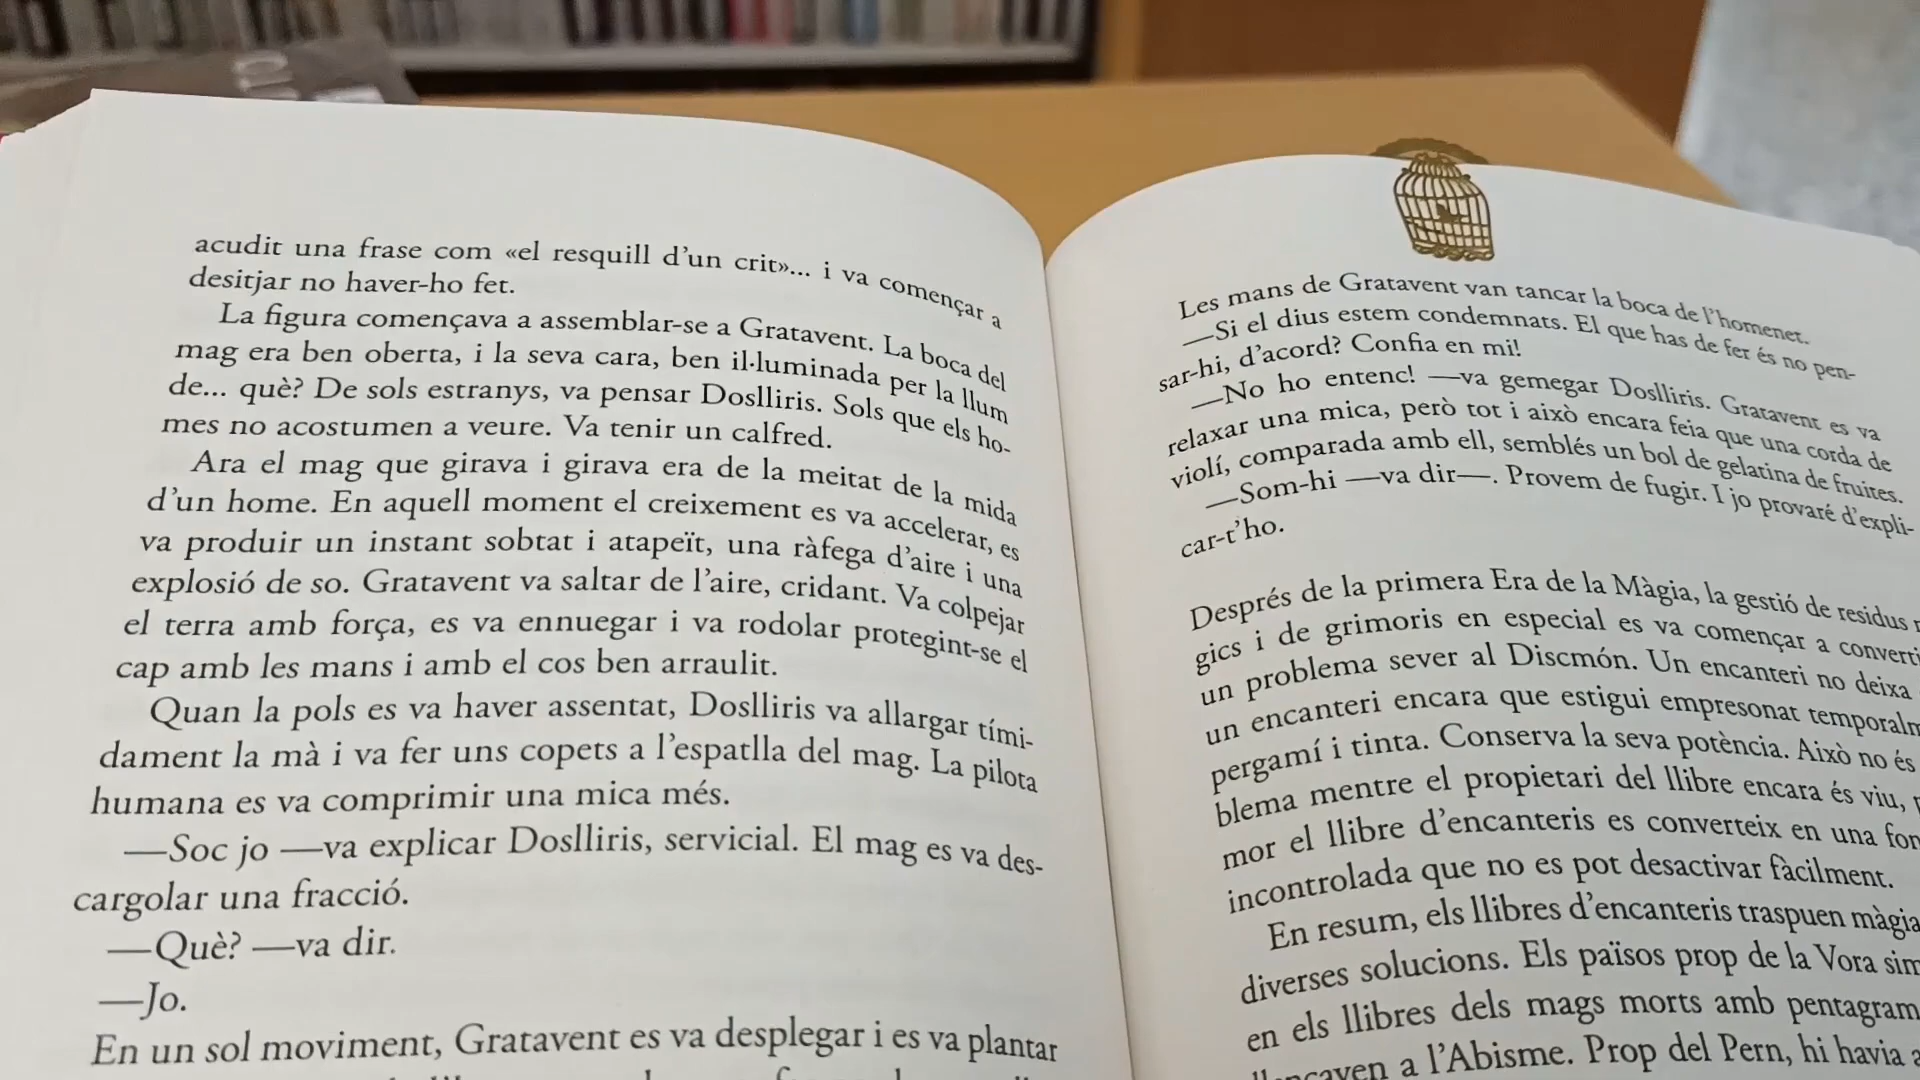 acudit una frase com «el resquill d'un crit»... i va començar a
desitjar no haver-ho fet.
La figura començava a assemblar-se a Gratavent. La boca del
mag era ben oberta, i la seva cara, ben il·luminada per la llum
de... què? De sols estranys, va pensar Doslliris. Sols que els ho-
mes no acostumen a veure. Va tenir un calfred.
Ara el mag que girava i girava era de la meitat de la mida
d'un home. En aquell moment el creixement es va accelerar, es
va produir un instant sobtat i atapeït, una ràfega d'aire i una
explosió de so. Gratavent va saltar de l'aire, cridant. Va colpejar
el terra amb força, es va ennuegar i va rodolar protegint-se el
cap amb les mans i amb el cos ben arraulit.
Quan la pols es va haver assentat, Doslliris va allargar tími-
dament la mà i va fer uns copets a l'espatlla del mag. La pilota
humana es va comprimir una mica més.
—Soc jo —va explicar Doslliris, servicial. El mag es va des-
cargolar una fracció.
—Què? —va dir.
—Jo.
En un sol moviment, Gratavent es va desplegar i es va plantar
Les mans de Gratavent van tancar la boca de l'homenet.
—Si el dius estem condemnats. El que has de fer és no pen-
sar-hi, d'acord? Confia en mi!
—No ho entenc! —va gemegar Doslliris. Gratavent es va
relaxar una mica, però tot i això encara feia que una corda de
violí, comparada amb ell, semblés un bol de gelatina de fruites.
—Som-hi —va dir—. Provem de fugir. I jo provaré d'expli-
car-t'ho.
Després de la primera Era de la Màgia, la gestió de residus
gics i de grimoris en especial es va començar a converti
un problema sever al Discmón. Un encanteri no deixa
un encanteri encara que estigui empresonat temporalm
pergamí i tinta. Conserva la seva potència. Això no és
blema mentre el propietari del llibre encara és viu,
mor el llibre d'encanteris es converteix en una fon
incontrolada que no es pot desactivar fàcilment.
En resum, els llibres d'encanteris traspuen màgia
diverses solucions. Els països prop de la Vora sim
en els llibres dels mags morts amb pentagram
a l'Abisme. Prop del Pern, hi havia